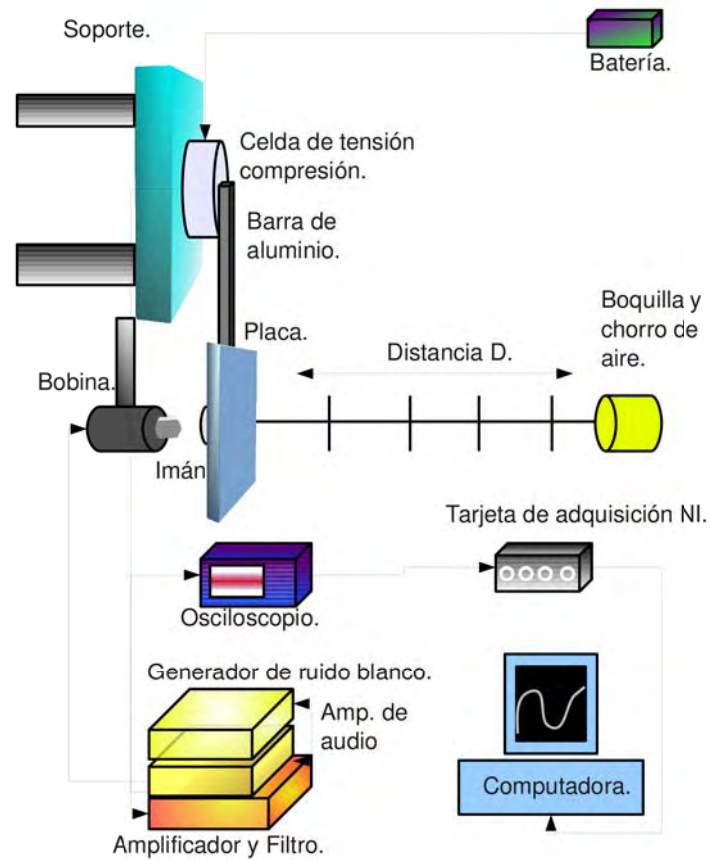 Soporte.
Batería.
Celda de tensión
compresión.
Barra de
aluminio.
Boquilla y
chorro de
aire.
Placa.
Distancia D.
Bobina.
Imán
Tarjeta de adquisición NI.
Osciloscopio.
Generador de ruido blanco.
Amp. de
audio
Computadora.
Amplificador y Filtro.